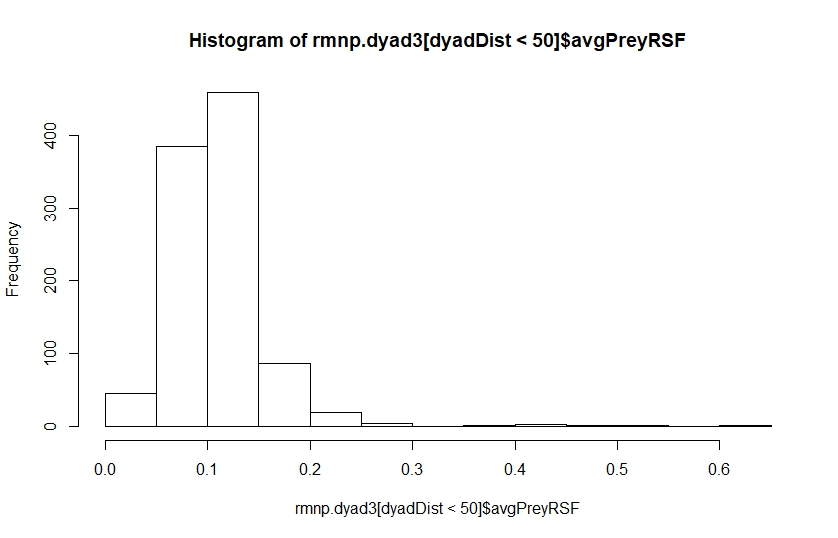 Histogram of rmnp.dyad3[dyadDist < 50]$avgPreyRSF
Frequency
400
300
200
100
0
0.0 0.1 0.2 0.3 0.4 0.5 0.6
rmnp.dyad3[dyadDist < 50]$avgPreyRSF